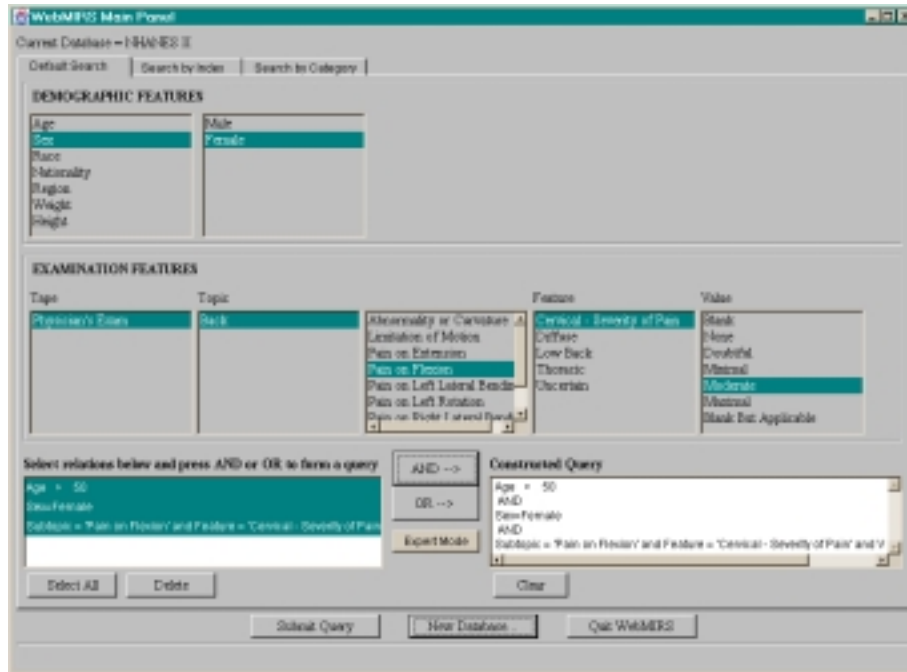 WebMIRS Main Panel
Current Database = NHANES II
Default Search
Search by Index
Search by Category
DEMOGRAPHIC FEATURES
Age
Sex
Race
Nationality
Region
Weight
Height
Male
Female
EXAMINATION FEATURES
Tape
Topic
Feature
Value
Physician's Exam
Back
Abnormality or Curvature
Limitation of Motion
Pain on Extension
Pain on Flexion
Pain on Left Lateral Bendin
Pain on Left Rotation
Pain on Right Lateral Bend
Cervical - Severity of Pain
Diffuse
Low Back
Thoracic
Uncertain
Blank
None
Doubtful
Minimal
Moderate
Maximal
Blank But Applicable
Select relations below and press AND or OR to form a query
Age 50
Sex=Female
Subtopic = 'Pain on Flexion' and Feature = 'Cervical - Severity of Pain
AND -->
OR -->
Expert Mode
Constructed Query
Age 50
AND
Sex=Female
AND
Subtopic = 'Pain on Flexion' and Feature = 'Cervical - Severity of Pain' and V
Select All
Delete
Clear
Submit Query
New Database ..
Quit WebMIRS